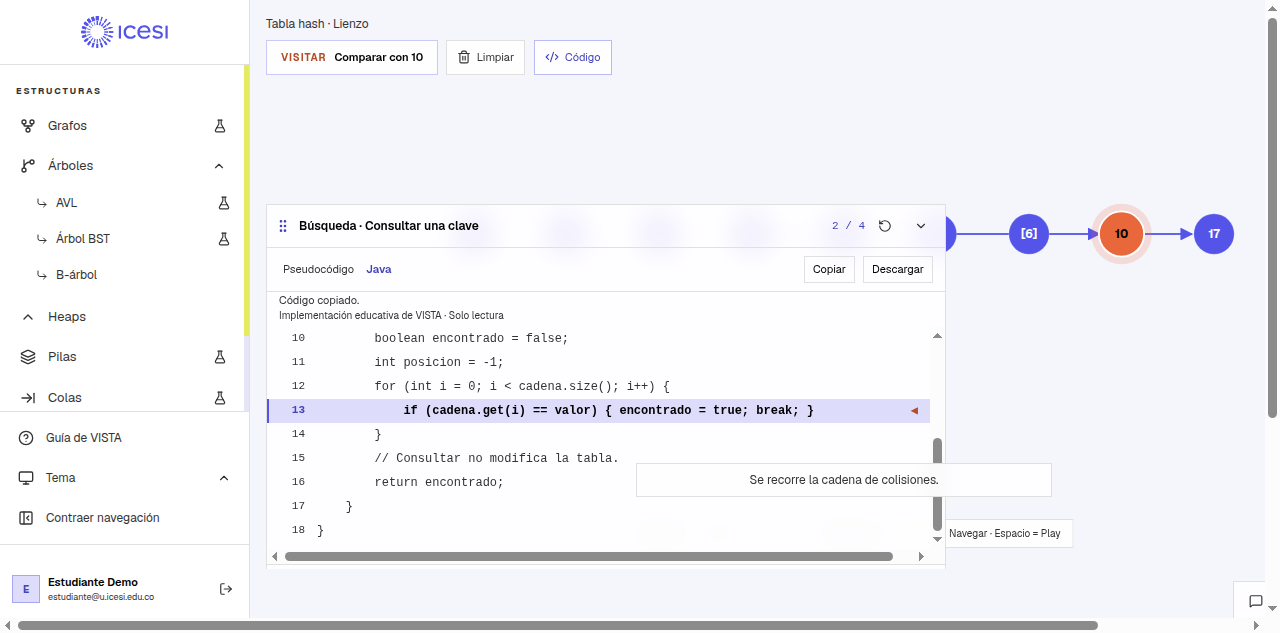 icesi
Tabla hash · Lienzo
VISITAR Comparar con 10
Limpiar
Código
ESTRUCTURAS
Grafos
Árboles
AVL
Árbol BST
B-árbol
Heaps
Pilas
Colas
Guía de VISTA
Tema
Contraer navegación
E
Estudiante Demo
estudiante@u.icesi.edu.co
Búsqueda · Consultar una clave
2 / 4
Pseudocódigo Java
Copiar
Descargar
Código copiado.
Implementación educativa de VISTA · Solo lectura
10 boolean encontrado = false;
11 int posicion = -1;
12 for (int i = 0; i < cadena.size(); i++) {
13 if (cadena.get(i) == valor) { encontrado = true; break; }
14 }
15 // Consultar no modifica la tabla.
16 return encontrado;
17 }
18 }
[6]
10
17
Se recorre la cadena de colisiones.
Navegar · Espacio = Play